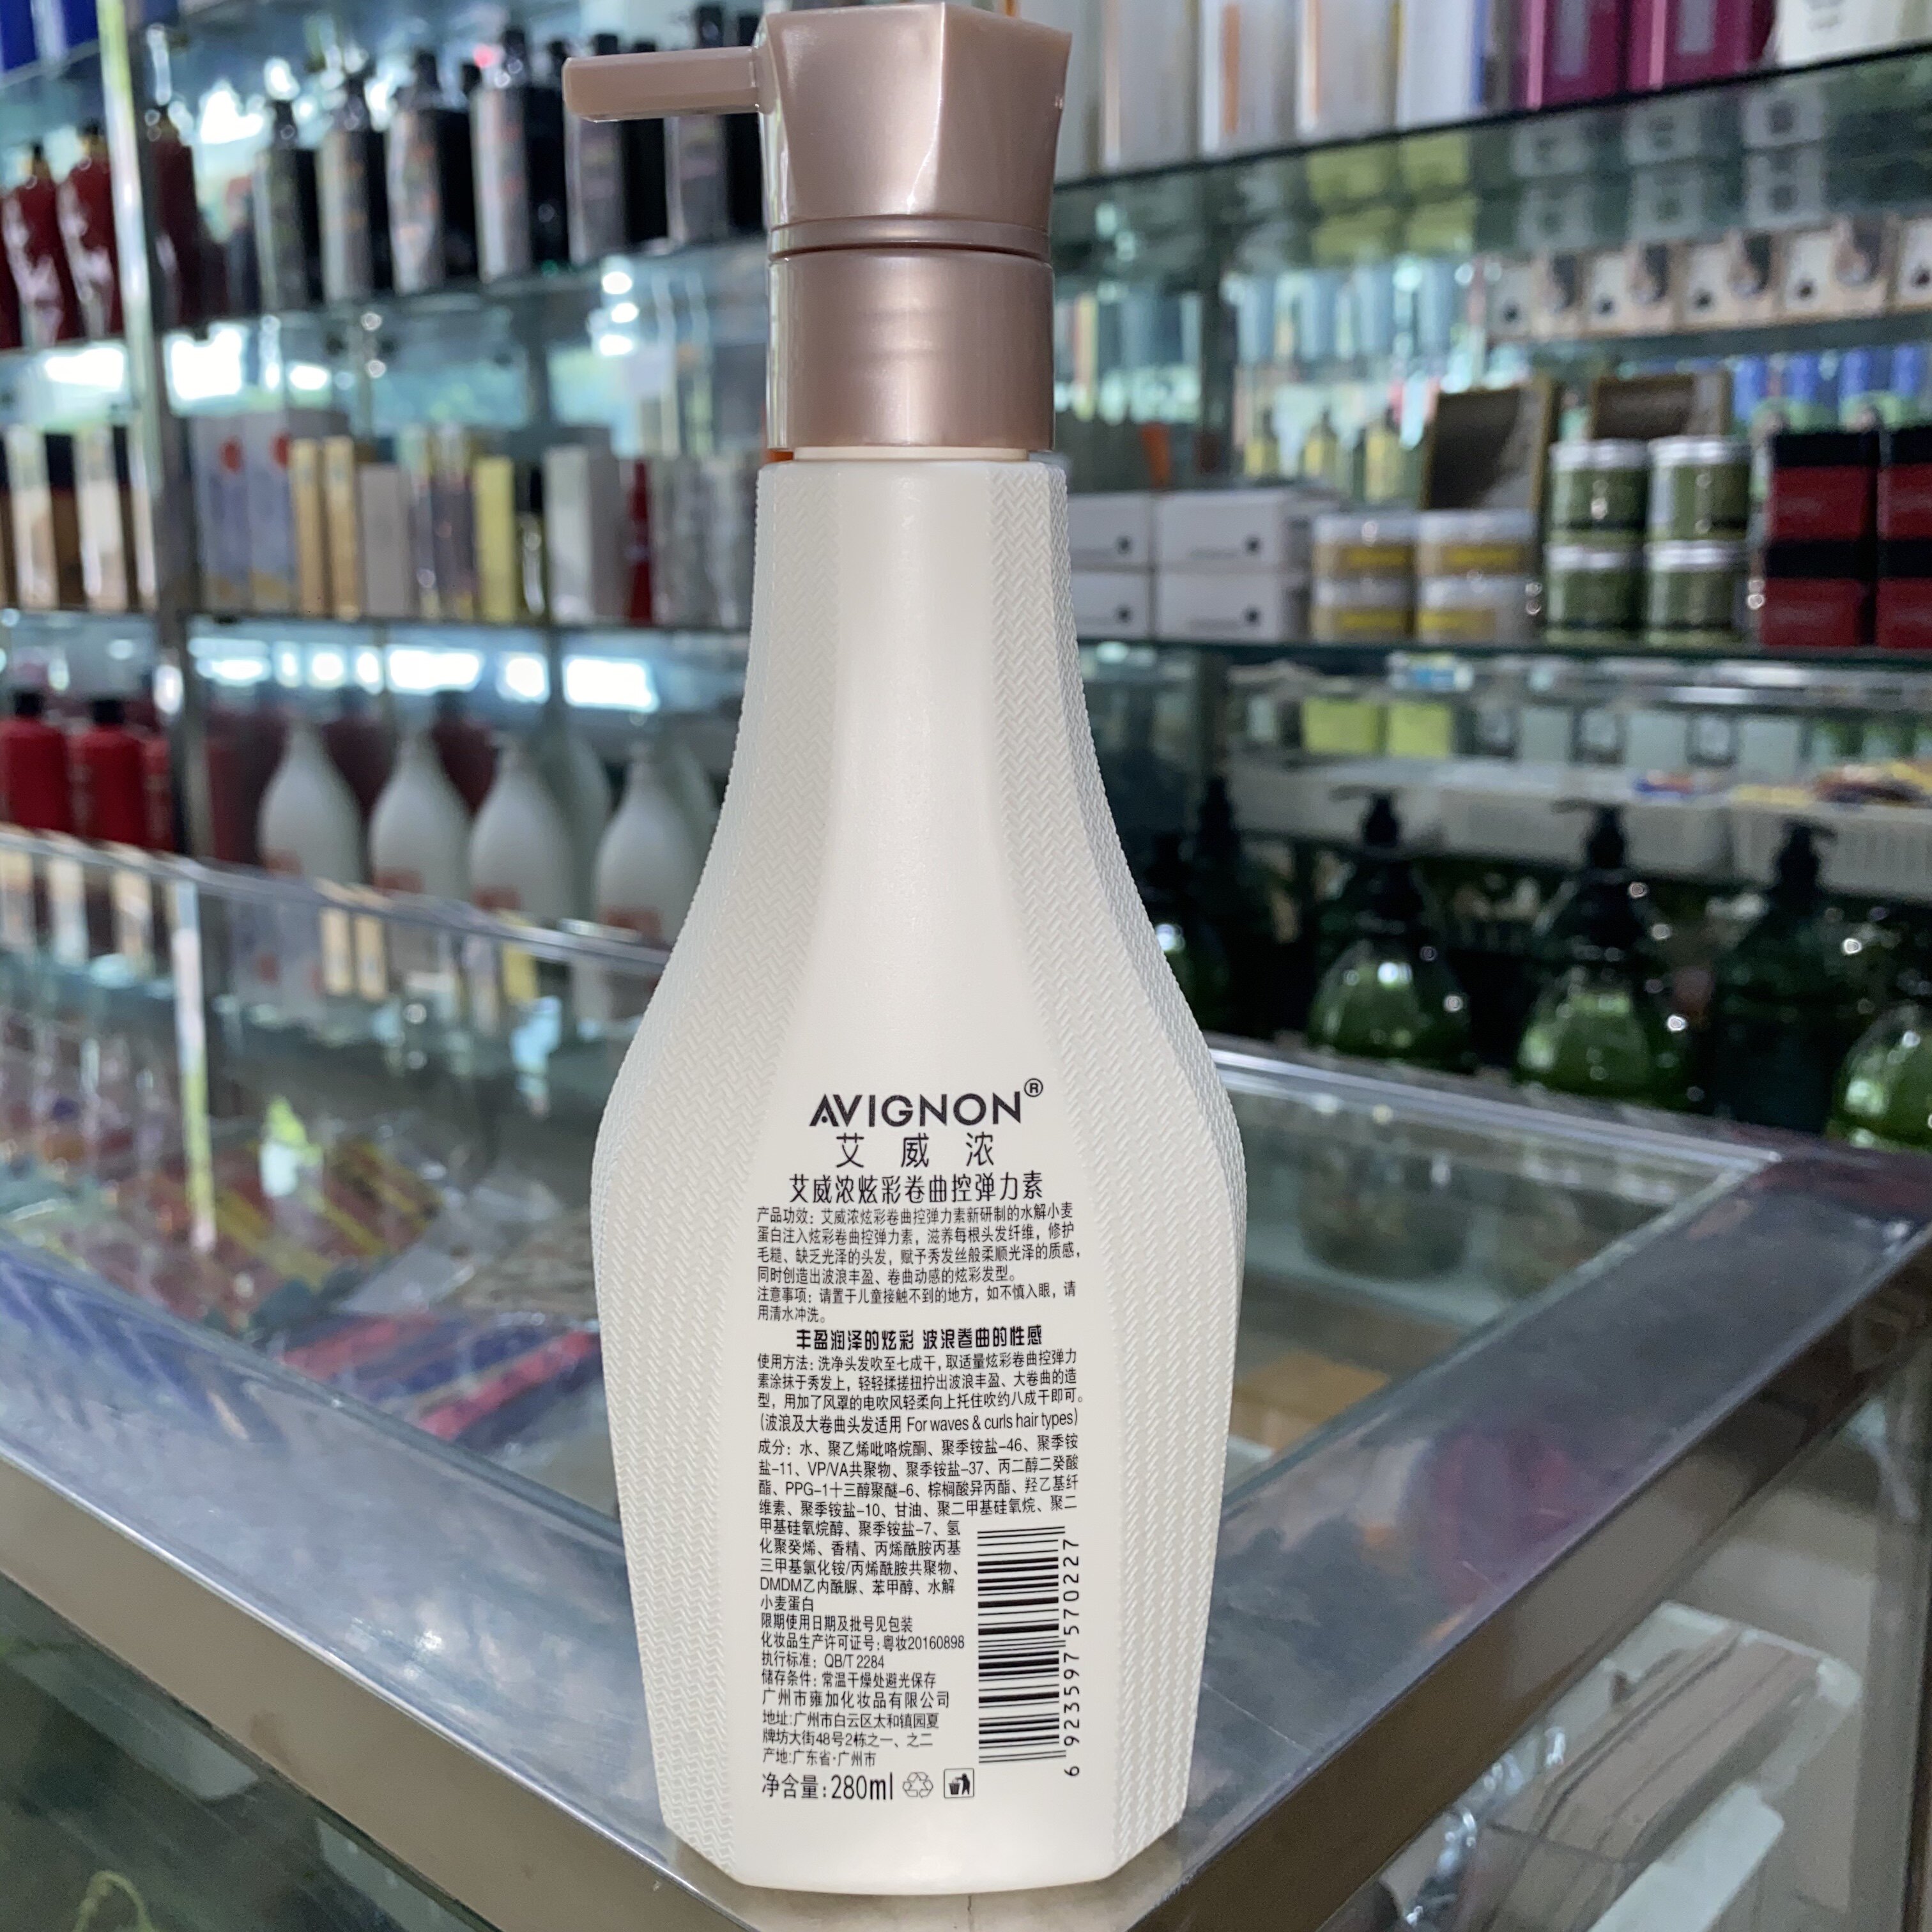 AVIGNON®
艾威浓
艾威浓炫彩卷曲控弹力素
产品功效：艾威浓炫彩卷曲控弹力素新研制的水解小麦
蛋白注入炫彩卷曲控弹力素，滋养每根头发纤维，修护
毛糙、缺乏光泽的头发，赋予秀发丝般柔顺光泽的质感，
同时创造出波浪丰盈、卷曲动感的炫彩发型。
注意事项：请置于儿童接触不到的地方，如不慎入眼，请
用清水冲洗。
丰盈润泽的炫彩 波浪卷曲的性感
使用方法：洗净头发吹至七成干，取适量炫彩卷曲控弹力
素涂抹于秀发上，轻轻揉搓扭拧出波浪丰盈、大卷曲的造
型，用加了风罩的电吹风轻柔向上托住吹约八成干即可。
(波浪及大卷曲头发适用 For waves & curls hair types)
成分：水、聚乙烯吡咯烷酮、聚季铵盐-46、聚季铵
盐-11、VP/VA共聚物、聚季铵盐-37、丙二醇二癸酸
酯、PPG-1十三醇聚醚-6、棕榈酸异丙酯、羟乙基纤
维素、聚季铵盐-10、甘油、聚二甲基硅氧烷、聚二
甲基硅氧烷醇、聚季铵盐-7、氢
化聚癸烯、香精、丙烯酰胺丙基
三甲基氯化铵/丙烯酰胺共聚物、
DMDM乙内酰脲、苯甲醇、水解
小麦蛋白
限期使用日期及批号见包装
化妆品生产许可证号：粤妆20160898
执行标准：QB/T 2284
储存条件：常温干燥处避光保存
广州市雍加化妆品有限公司
地址：广州市白云区太和镇园夏
牌坊大街48号2栋之一、之二
产地：广东省·广州市
净含量：280ml
6 923597 570227